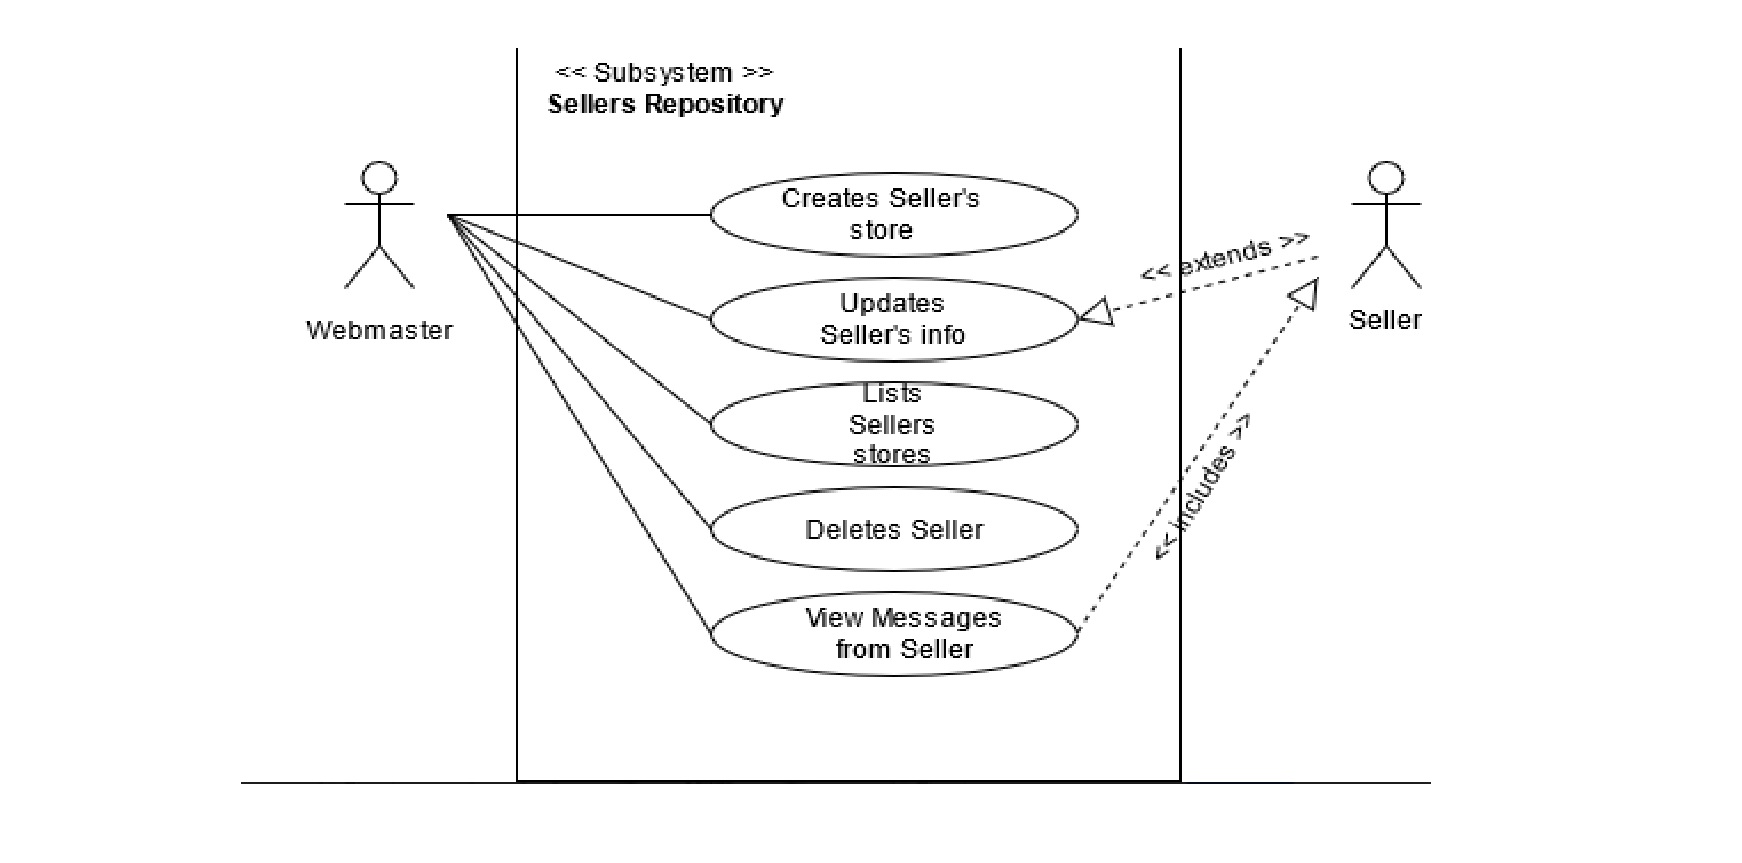 << Subsystem >>
Sellers Repository
Creates Seller's
store
<< extends >>
Updates
Seller's info
Seller
Webmaster
Lists
Sellers
stores
<< includes >>
Deletes Seller
View Messages
from Seller